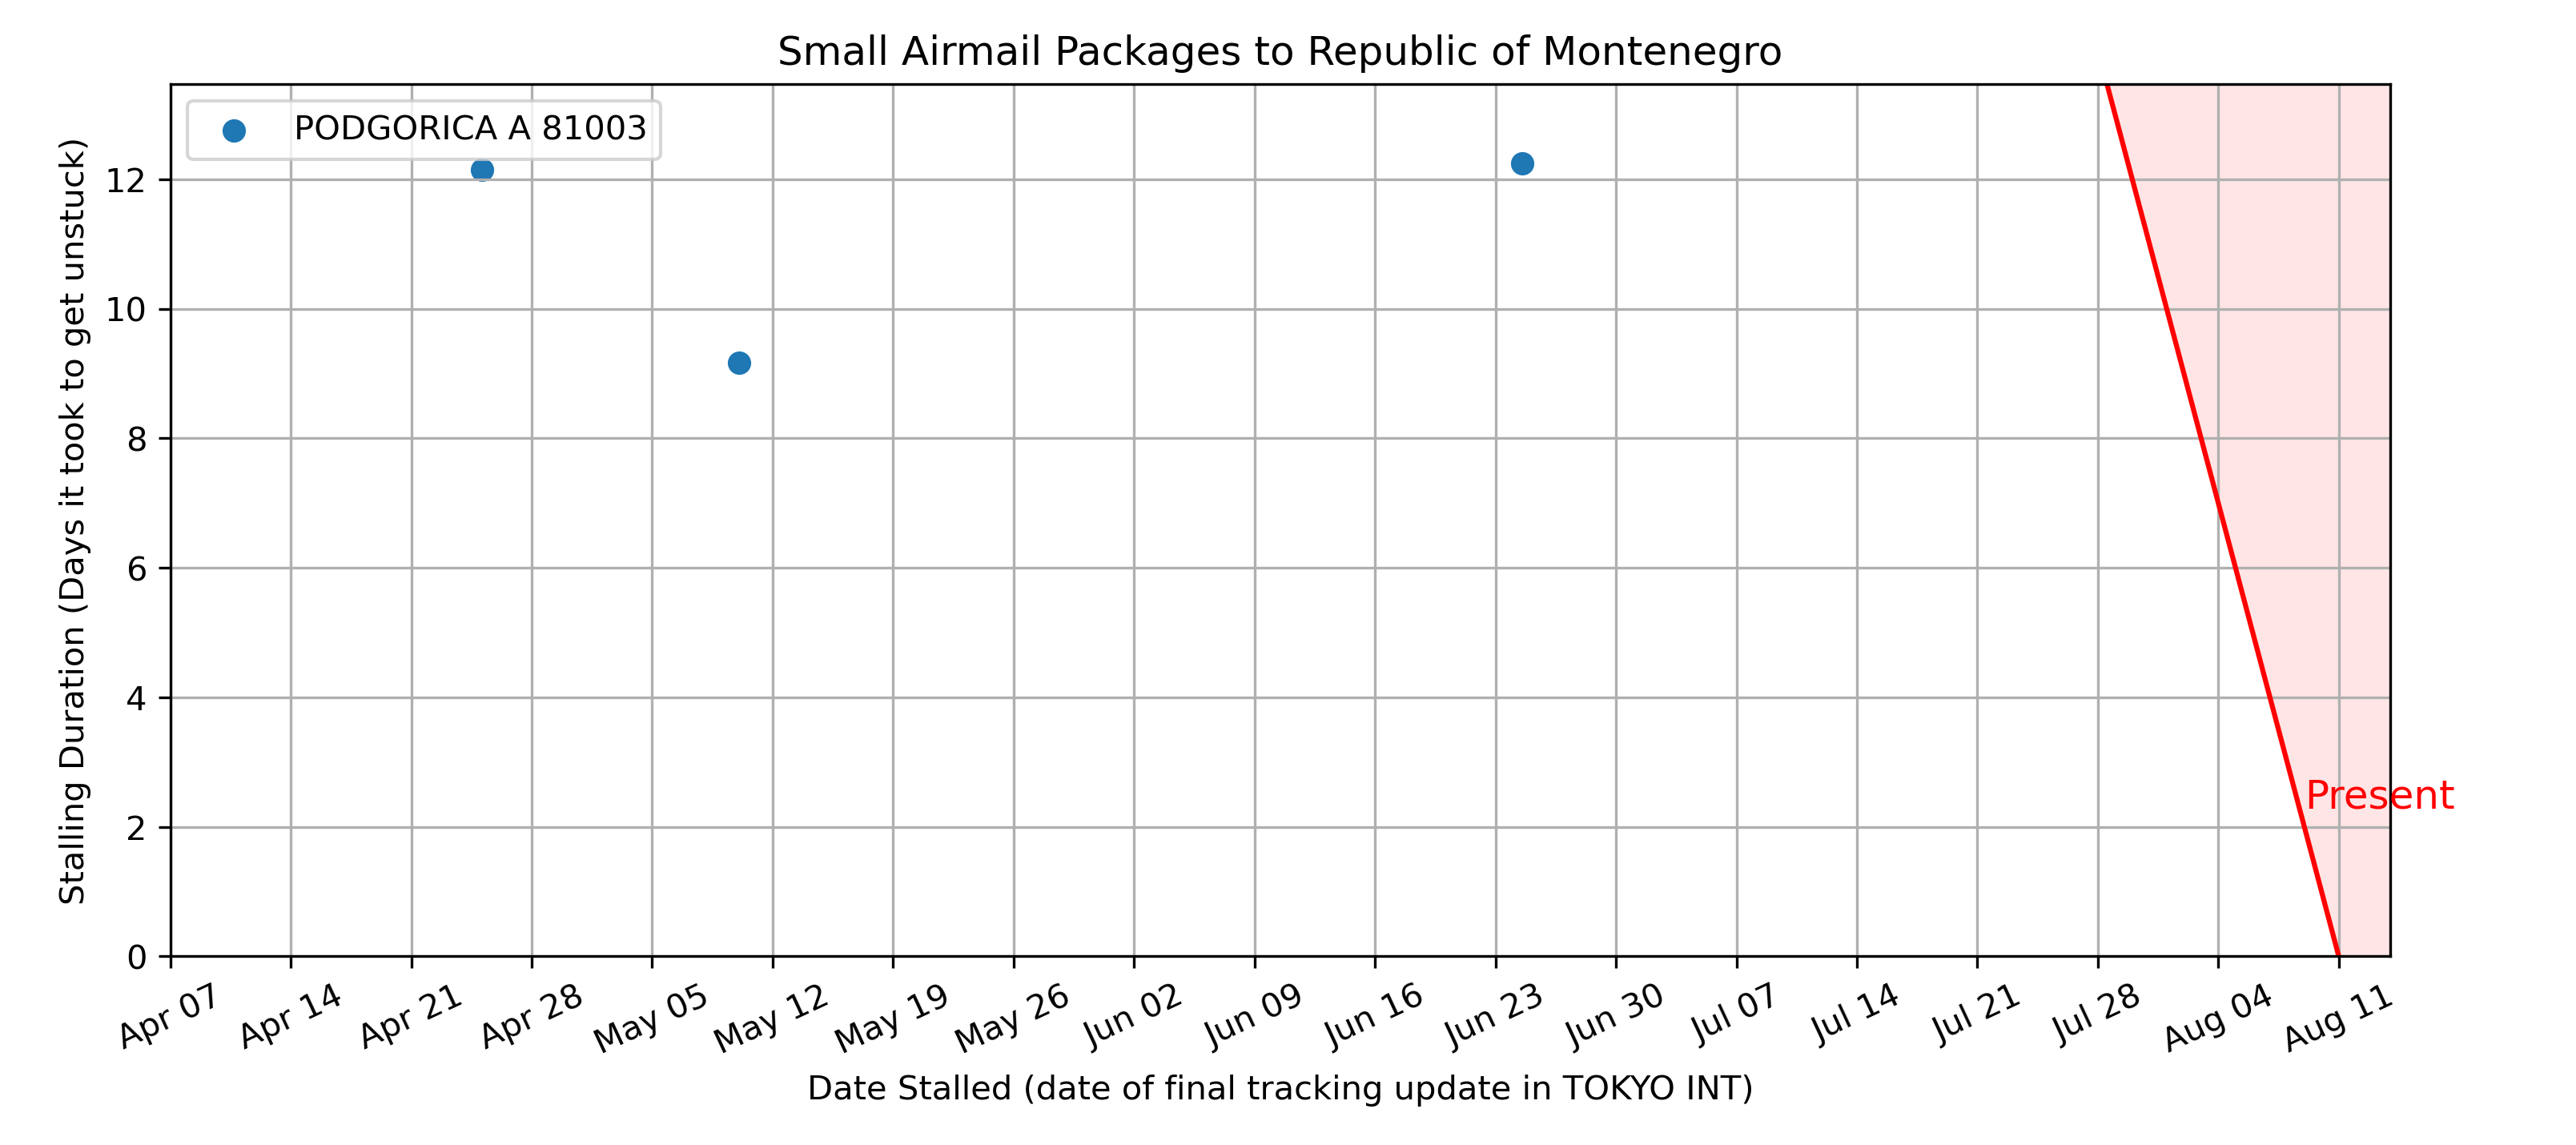 Small Airmail Packages to Republic of Montenegro
PODGORICA A 81003
Stalling Duration (Days it took to get unstuck)
12
10
8
6
4
2
0
Present
Apr 07
Apr 14
Apr 21
Apr 28
May 05
May 12
May 19
May 26
Jun 02
Jun 09
Jun 16
Jun 23
Jun 30
Jul 07
Jul 14
Jul 21
Jul 28
Aug 04
Aug 11
Date Stalled (date of final tracking update in TOKYO INT)